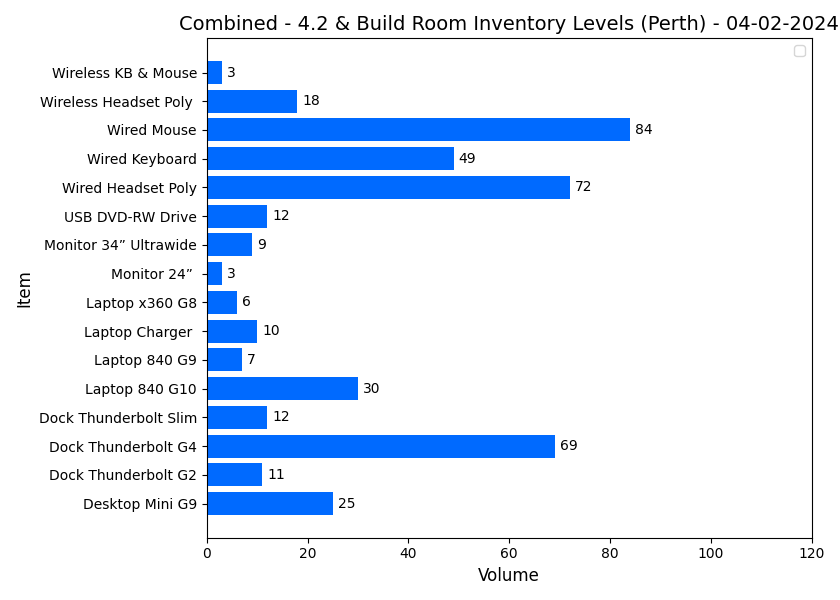 Combined - 4.2 & Build Room Inventory Levels (Perth) - 04-02-2024
Wireless KB & Mouse 3
Wireless Headset Poly 18
Wired Mouse 84
Wired Keyboard 49
Wired Headset Poly 72
USB DVD-RW Drive 12
Monitor 34” Ultrawide 9
Monitor 24” 3
Laptop x360 G8 6
Laptop Charger 10
Laptop 840 G9 7
Laptop 840 G10 30
Dock Thunderbolt Slim 12
Dock Thunderbolt G4 69
Dock Thunderbolt G2 11
Desktop Mini G9 25
Item
0 20 40 60 80 100 120
Volume